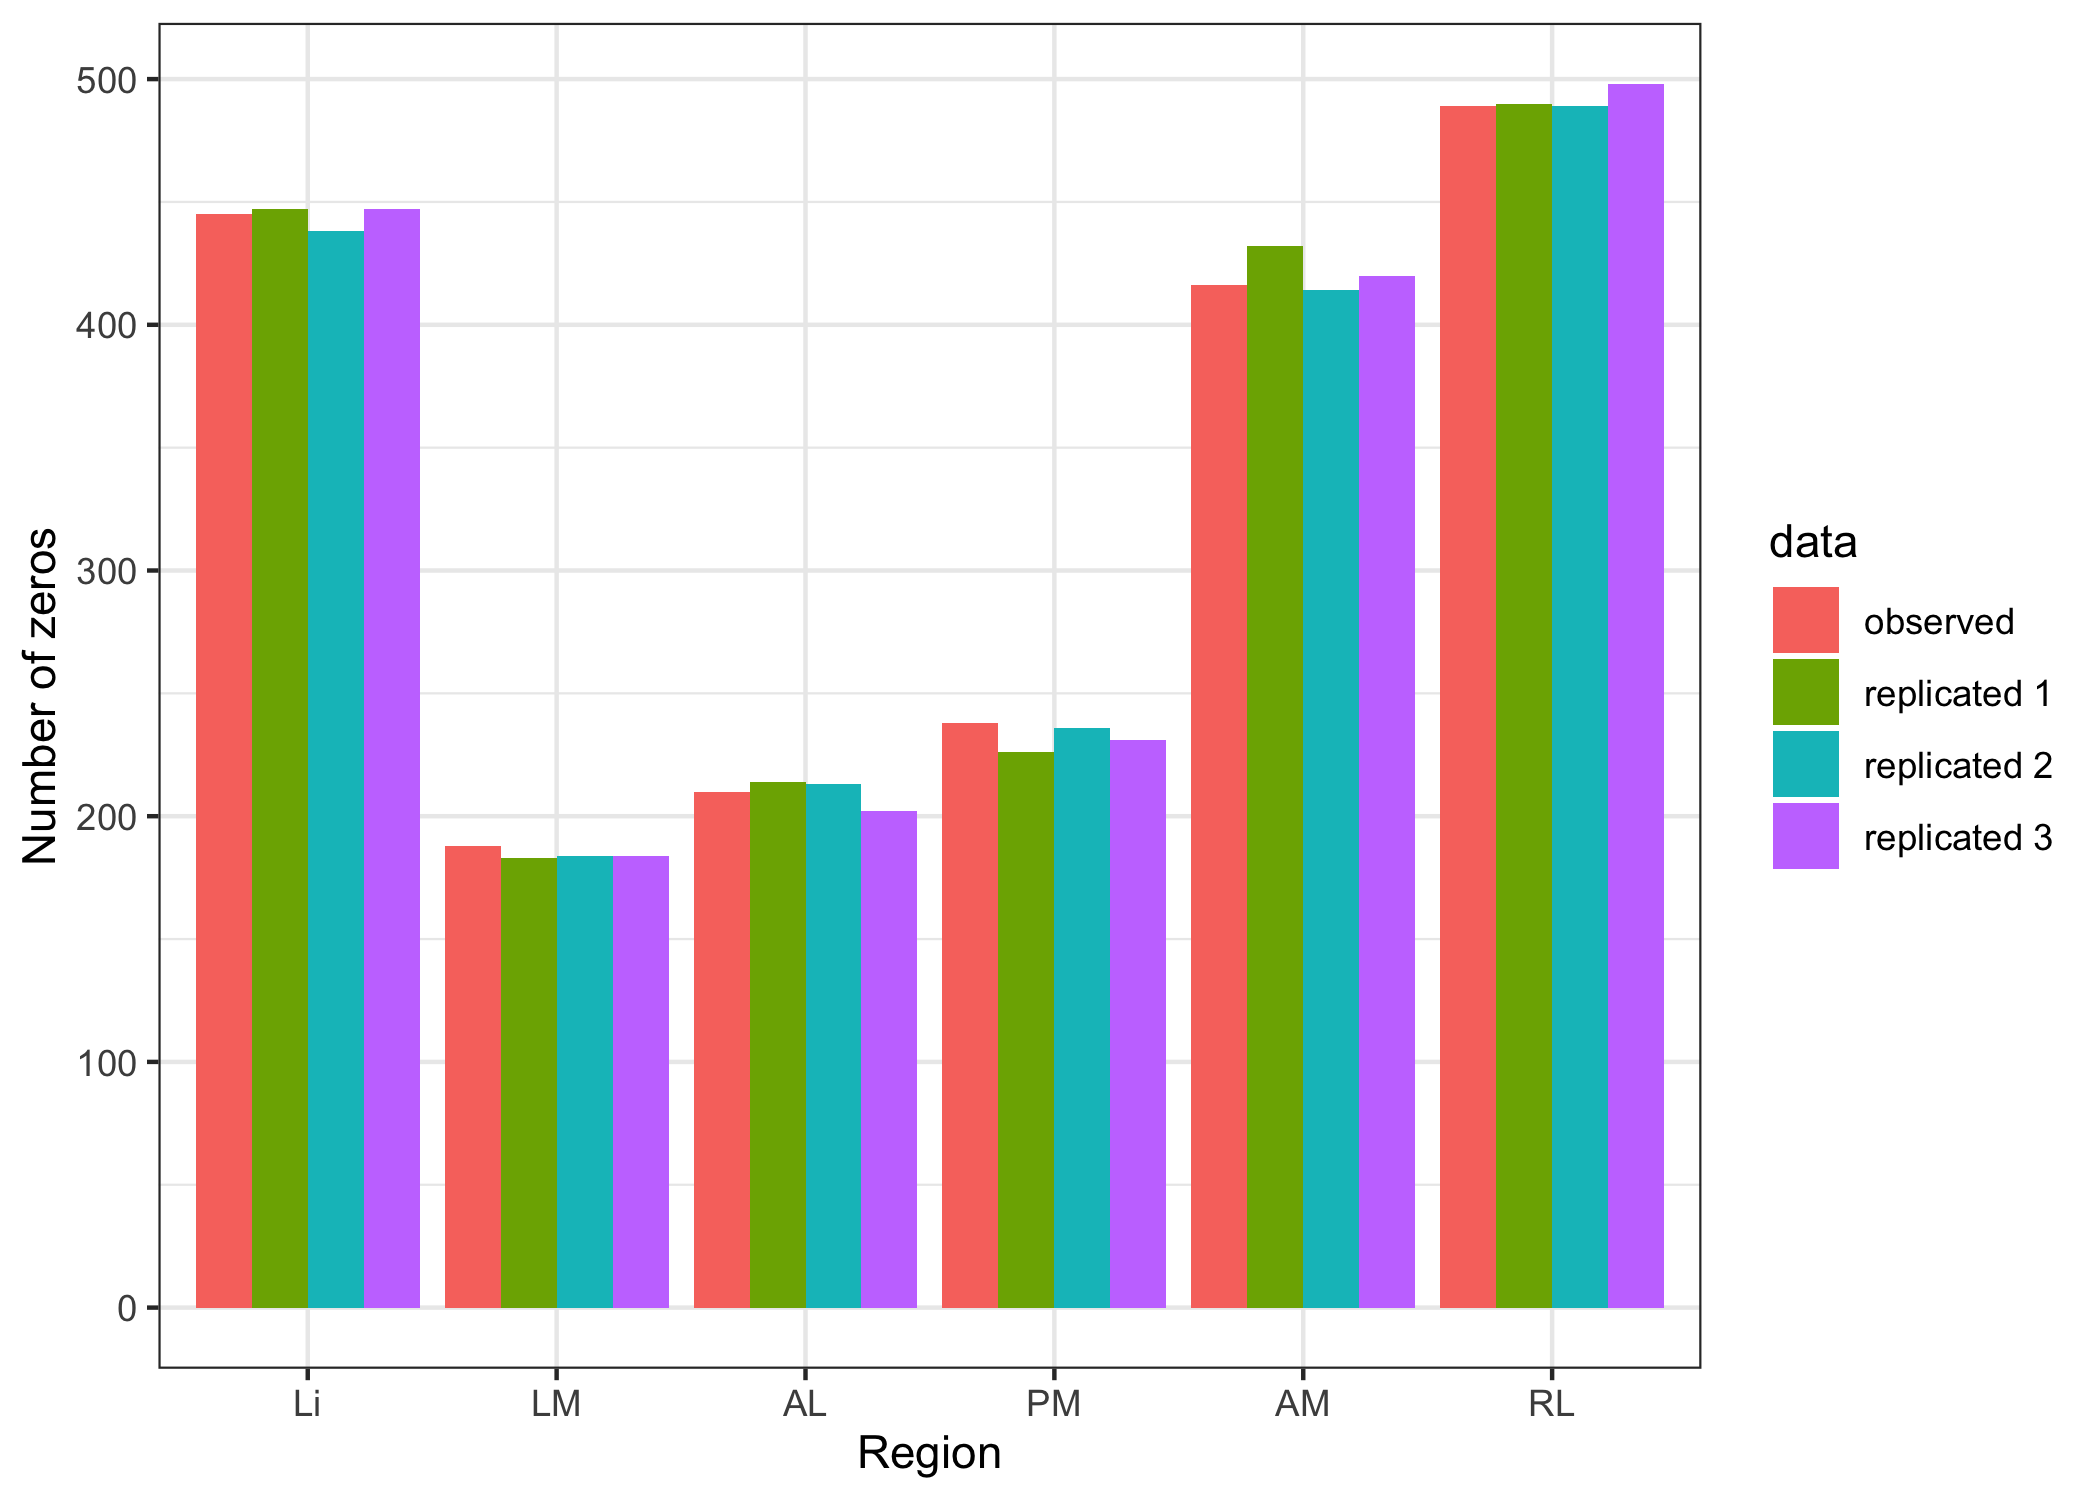 Number of zeros
500
400
300
200
100
0
Li LM AL PM AM RL
Region
data
observed
replicated 1
replicated 2
replicated 3